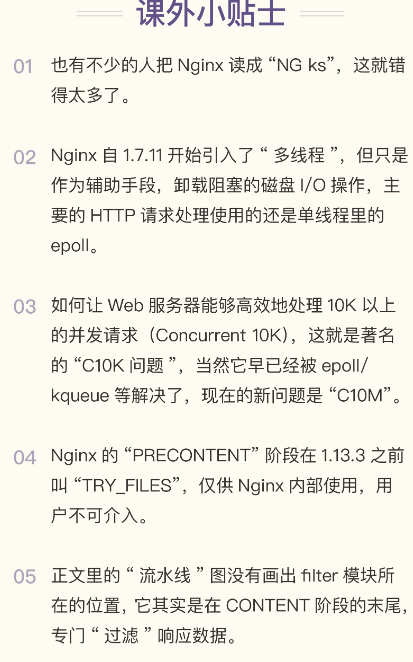 课外小贴士
01 也有不少的人把 Nginx 读成 “NG ks”，这就错
得太多了。
02 Nginx 自 1.7.11 开始引入了 “ 多线程 ”，但只是
作为辅助手段，卸载阻塞的磁盘 I/O 操作，主
要的 HTTP 请求处理使用的还是单线程里的
epoll。
03 如何让 Web 服务器能够高效地处理 10K 以上
的并发请求（Concurrent 10K），这就是著名
的 “C10K 问题 ”，当然它早已经被 epoll/
kqueue 等解决了，现在的新问题是 “C10M”。
04 Nginx 的 “PRECONTENT” 阶段在 1.13.3 之前
叫 “TRY_FILES”，仅供 Nginx 内部使用，用
户不可介入。
05 正文里的 “ 流水线 ” 图没有画出 filter 模块所
在的位置，它其实是在 CONTENT 阶段的末尾，
专门 “ 过滤 ” 响应数据。